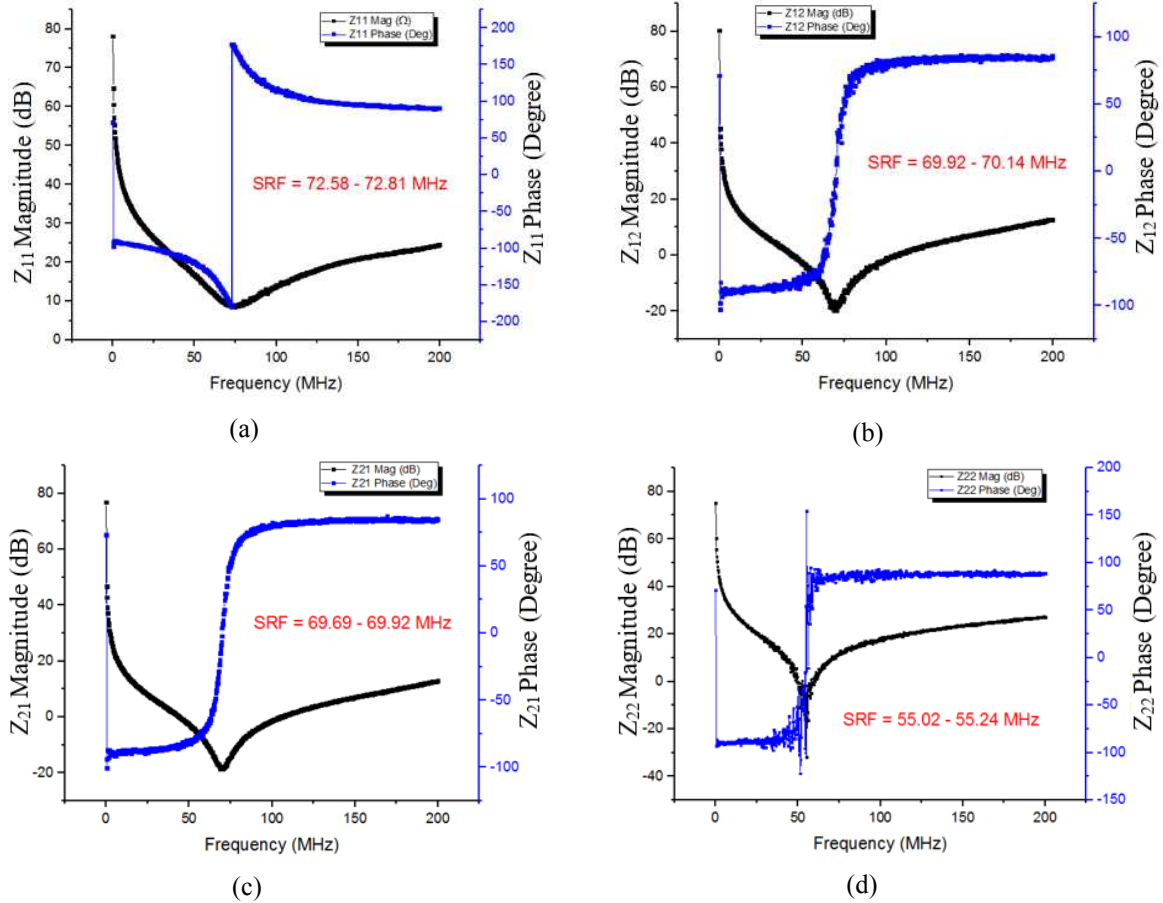 Z11 Mag (Ω)
Z11 Phase (Deg)
Z11 Magnitude (dB)
80
70
60
50
40
30
20
10
0
200
175
150
125
100
75
50
25
0
-25
-50
-75
-100
-125
-150
-175
-200
Z11 Phase (Degree)
SRF = 72.58 - 72.81 MHz
0 50 100 150 200
Frequency (MHz)
(a)
Z12 Mag (dB)
Z12 Phase (Deg)
Z12 Magnitude (dB)
80
60
40
20
0
-20
100
50
0
-50
-100
Z12 Phase (Degree)
SRF = 69.92 - 70.14 MHz
0 50 100 150 200
Frequency (MHz)
(b)
Z21 Mag (dB)
Z21 Phase (Deg)
Z21 Magnitude (dB)
80
60
40
20
0
-20
100
50
0
-50
-100
Z21 Phase (Degree)
SRF = 69.69 - 69.92 MHz
0 50 100 150 200
Frequency (MHz)
(c)
Z22 Mag (dB)
Z22 Phase (Deg)
Z22 Magnitude (dB)
80
60
40
20
0
-20
-40
200
150
100
50
0
-50
-100
-150
Z22 Phase (Degree)
SRF = 55.02 - 55.24 MHz
0 50 100 150 200
Frequency (MHz)
(d)